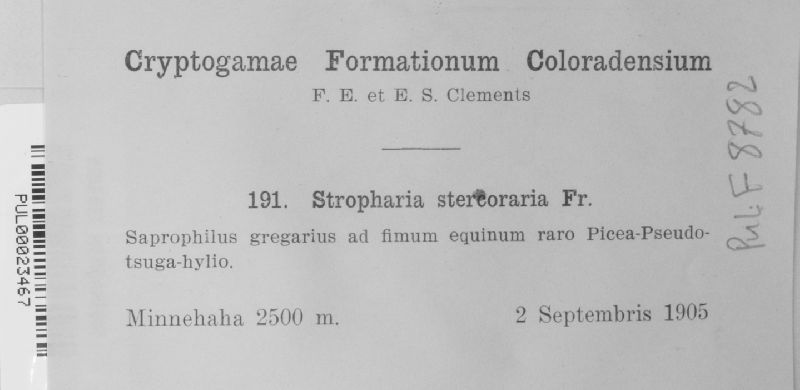 Cryptogamae Formationum Coloradensium
F. E. et E. S. Clements
191. Stropharia stercoraria Fr.
Saprophilus gregarius ad fimum equinum raro Picea-Pseudo-
tsuga-hylio.
Minnehaha 2500 m. 2 Septembris 1905
Pul. F 8782
PUL00023467